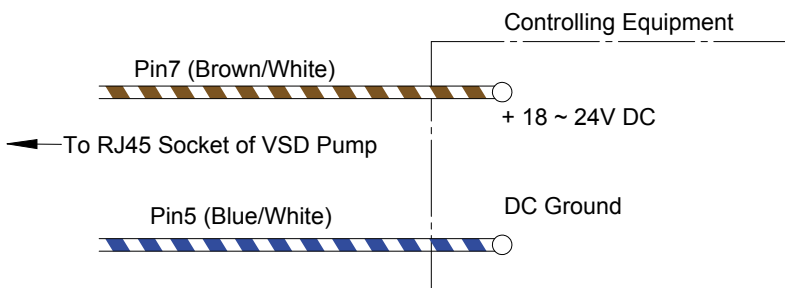 Controlling Equipment
Pin7 (Brown/White)
+ 18 ~ 24V DC
To RJ45 Socket of VSD Pump
Pin5 (Blue/White)
DC Ground